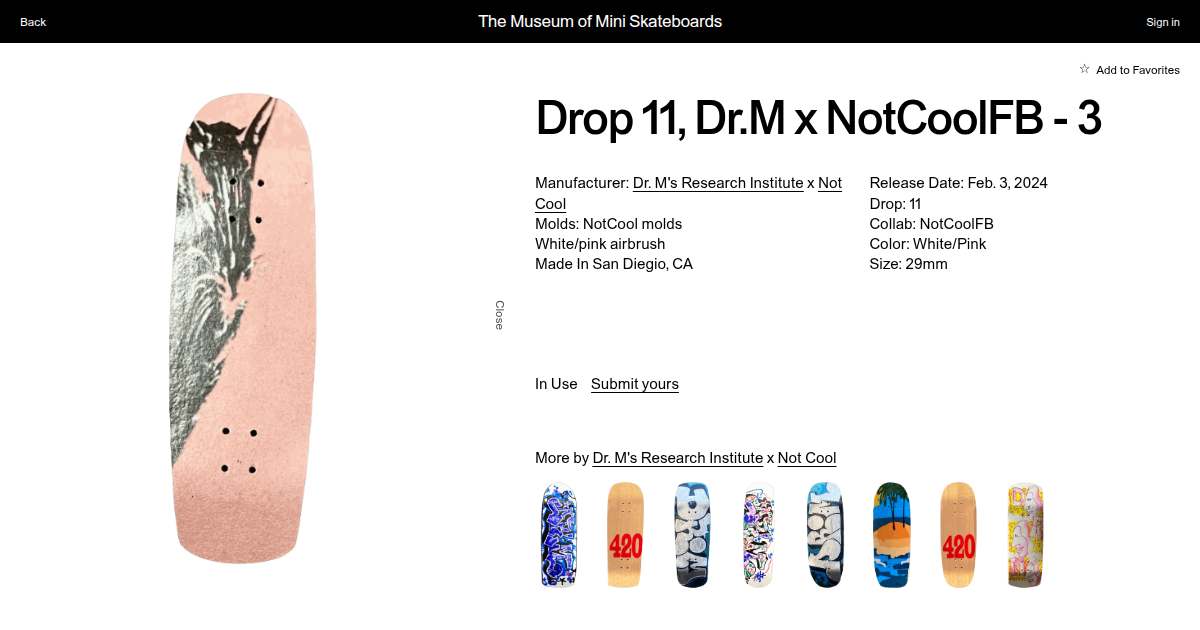 Back
The Museum of Mini Skateboards
Sign in
☆ Add to Favorites
Drop 11, Dr.M x NotCoolFB - 3
Manufacturer: Dr. M's Research Institute x Not
Cool
Molds: NotCool molds
White/pink airbrush
Made In San Diegio, CA
Release Date: Feb. 3, 2024
Drop: 11
Collab: NotCoolFB
Color: White/Pink
Size: 29mm
Close
In Use Submit yours
More by Dr. M's Research Institute x Not Cool
420
420